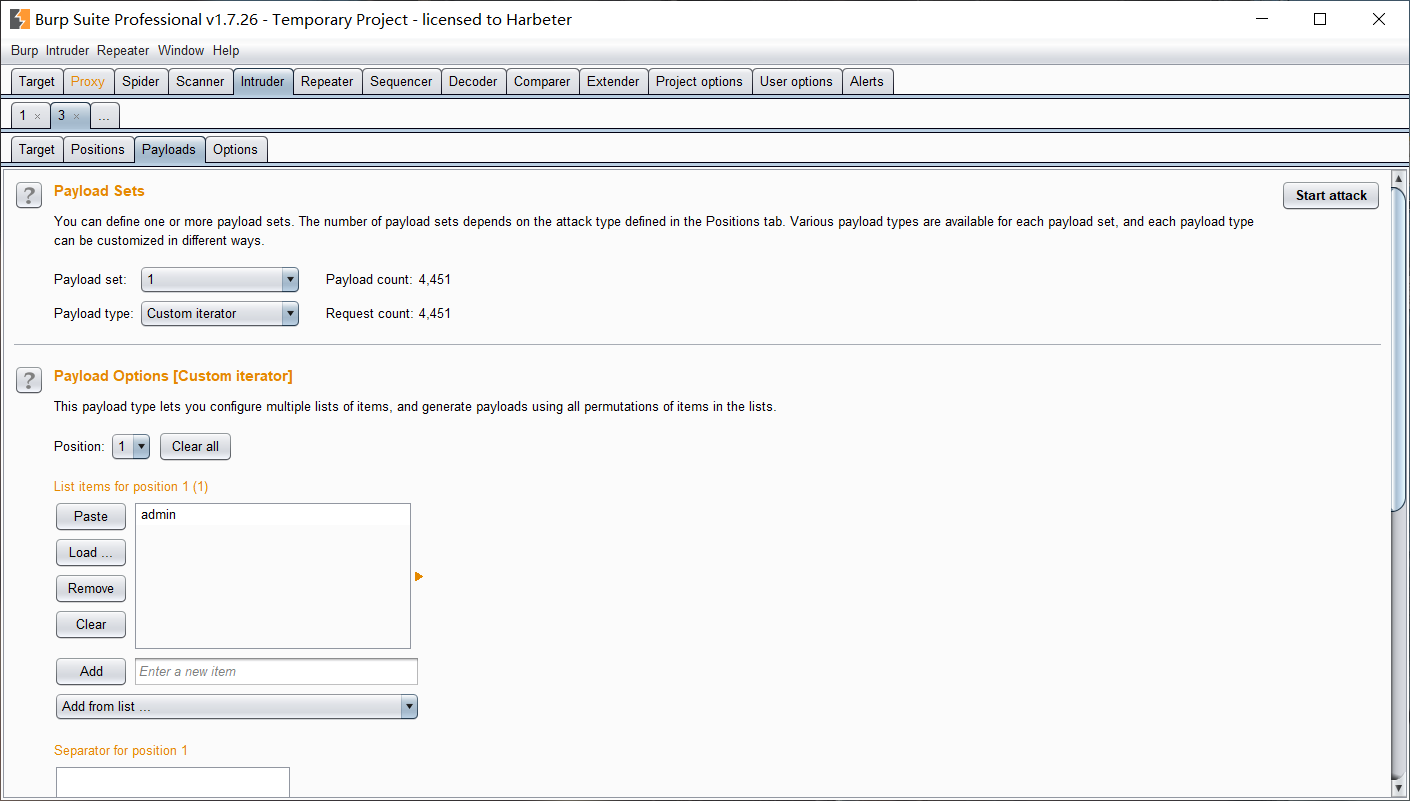 Burp Suite Professional v1.7.26 - Temporary Project - licensed to Harbeter
Burp Intruder Repeater Window Help
Target Proxy Spider Scanner Intruder Repeater Sequencer Decoder Comparer Extender Project options User options Alerts
1 × 3 × ...
Target Positions Payloads Options
? Payload Sets
Start attack
You can define one or more payload sets. The number of payload sets depends on the attack type defined in the Positions tab. Various payload types are available for each payload set, and each payload type
can be customized in different ways.
Payload set: 1 Payload count: 4,451
Payload type: Custom iterator Request count: 4,451
? Payload Options [Custom iterator]
This payload type lets you configure multiple lists of items, and generate payloads using all permutations of items in the lists.
Position: 1 Clear all
List items for position 1 (1)
Paste admin
Load ...
Remove
Clear
Add Enter a new item
Add from list ...
Separator for position 1